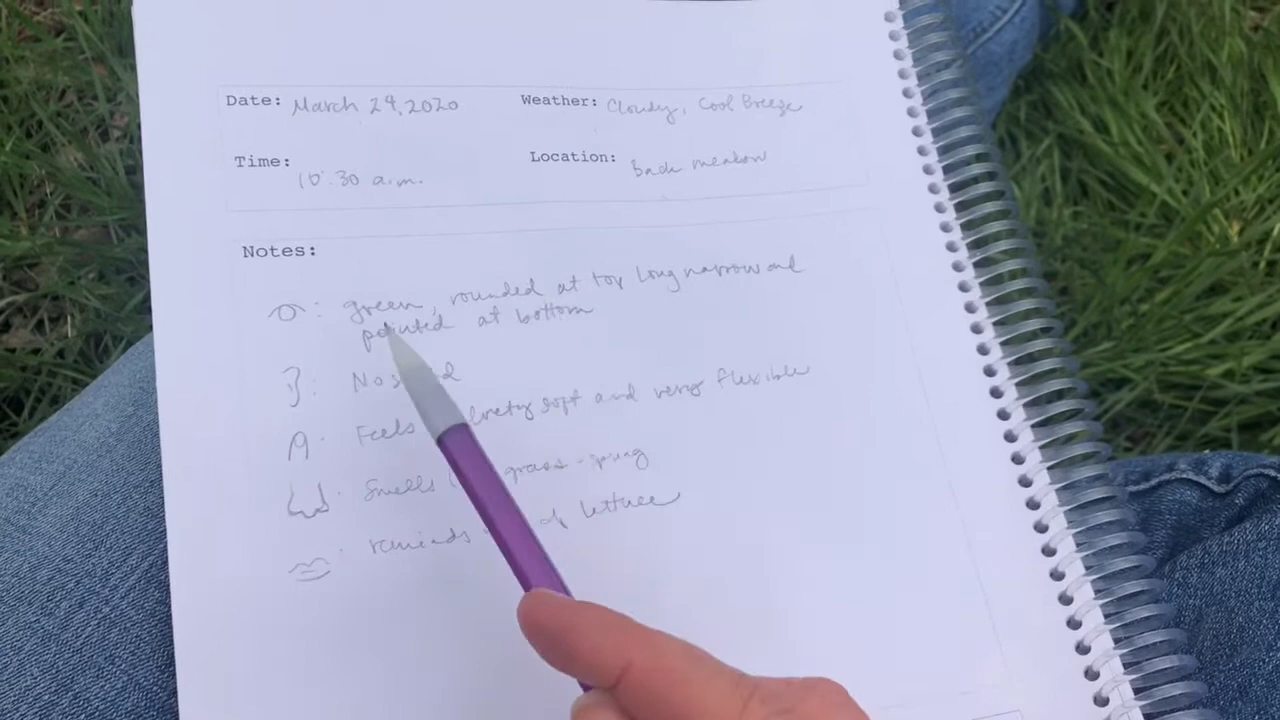 Date: March 24, 2020 Weather: Cloudy, Cool Breeze
Time: 10:30 a.m. Location: Back meadow
Notes:
green, rounded at top long narrow and
pointed at bottom
No
Feels soft and very flexible
Smells grass - spring
reminds of lettuce